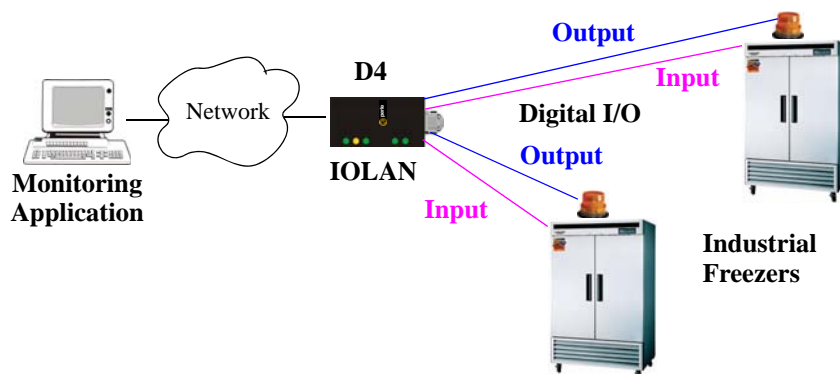 Output
D4
Input
Network
Digital I/O
Output
IOLAN
Monitoring
Application
Input
Industrial
Freezers